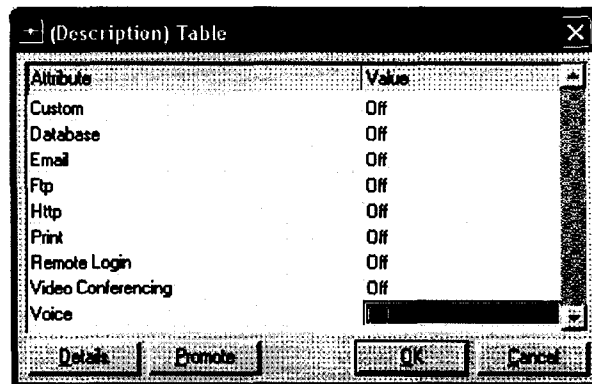 (Description) Table
Attribute Value
Custom Off
Database Off
Email Off
Ftp Off
Http Off
Print Off
Remote Login Off
Video Conferencing Off
Voice
Details Promote OK Cancel